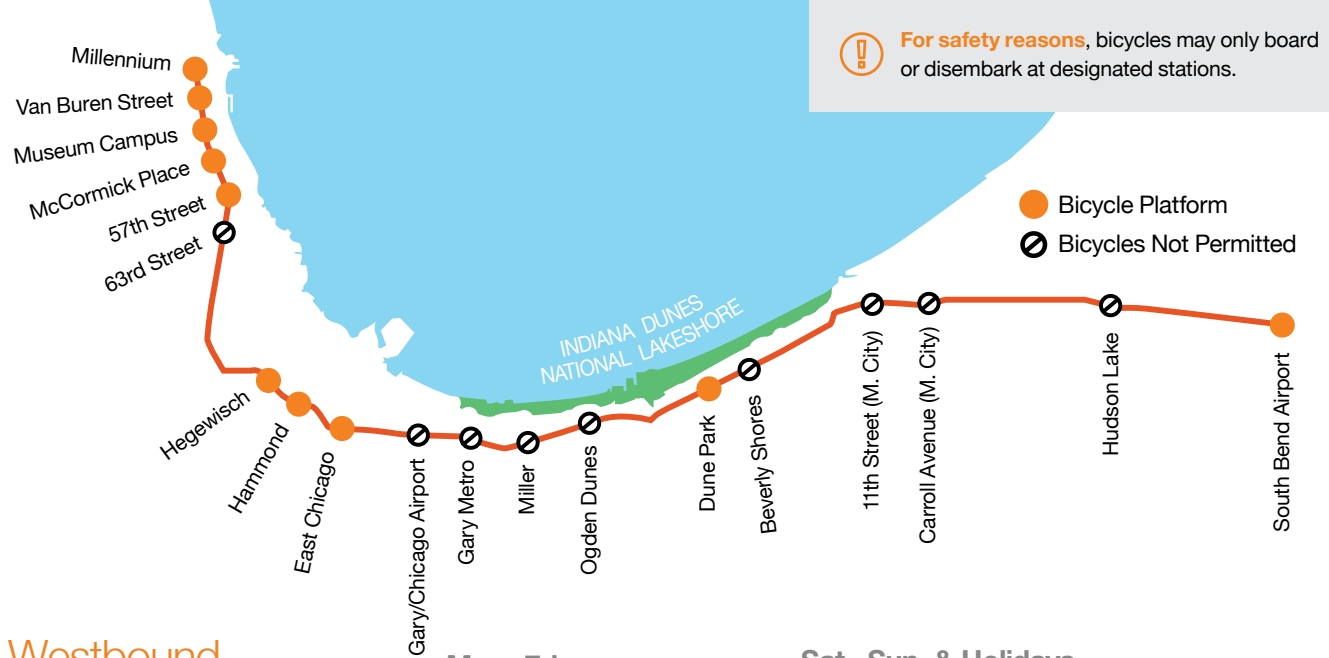 For safety reasons, bicycles may only board
or disembark at designated stations.
Millennium
Van Buren Street
Museum Campus
McCormick Place
57th Street
63rd Street
Bicycle Platform
Bicycles Not Permitted
INDIANA DUNES
NATIONAL LAKESHORE
Hegewisch
Hammond
East Chicago
Gary/Chicago Airport
Gary Metro
Miller
Ogden Dunes
Dune Park
Beverly Shores
11th Street (M. City)
Carroll Avenue (M. City)
Hudson Lake
South Bend Airport
Westbound
Sat., Sun. & Holidays